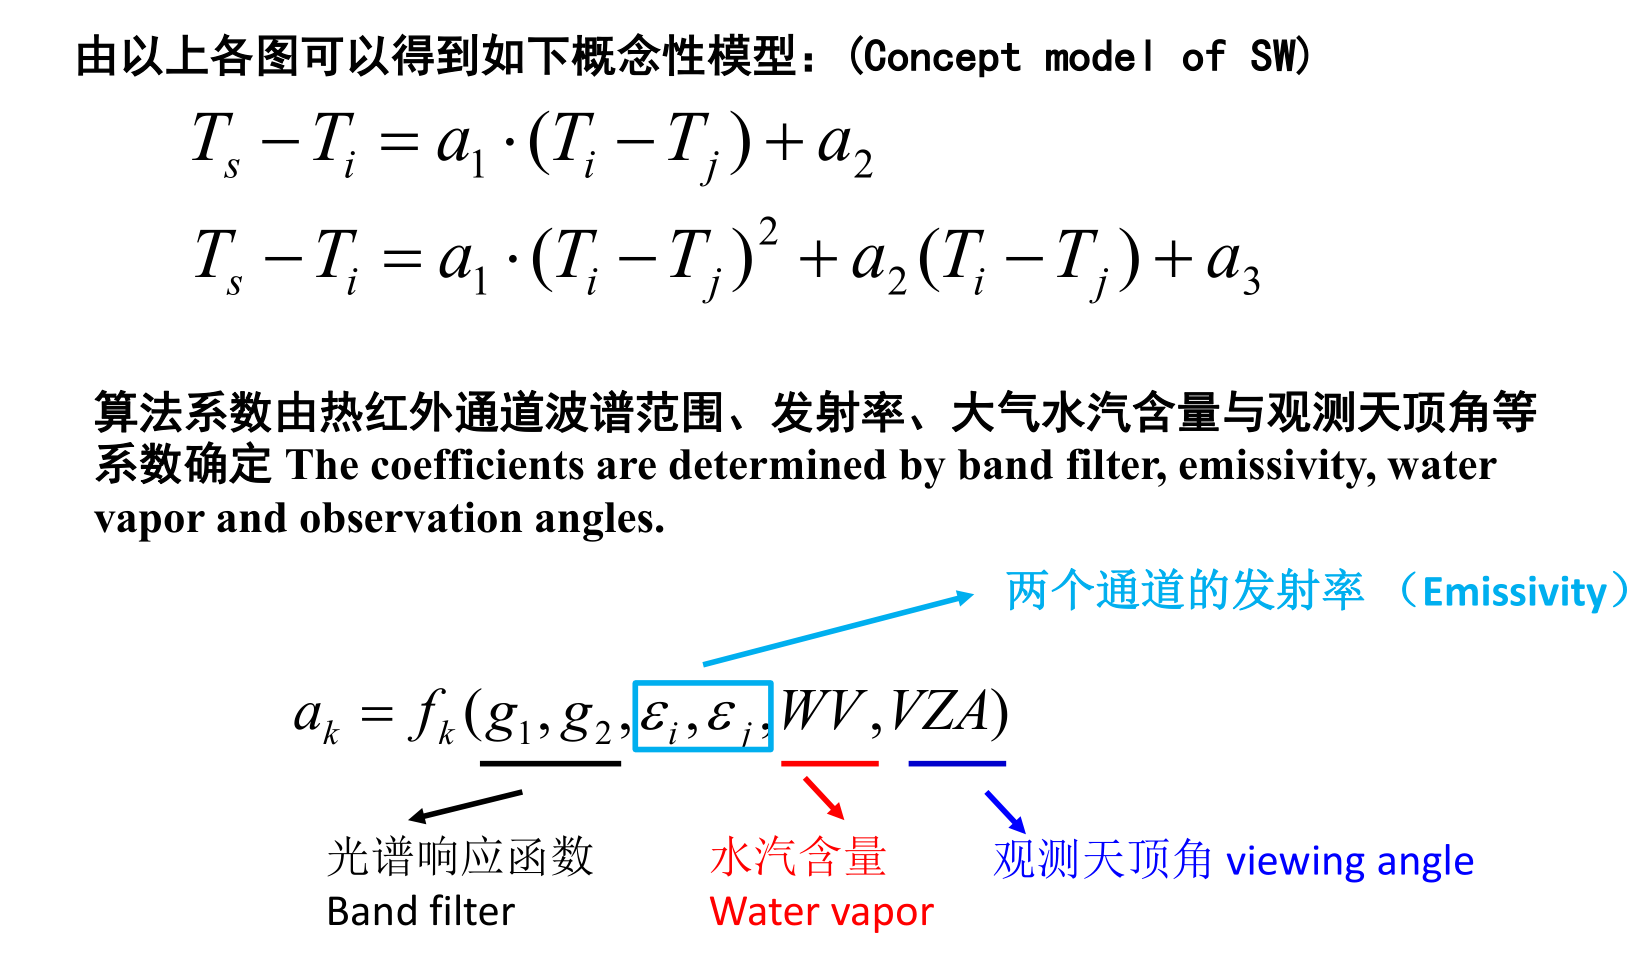 由以上各图可以得到如下概念性模型：(Concept model of SW)
T_s − T_i = a_1 · (T_i − T_j) + a_2
T_s − T_i = a_1 · (T_i − T_j)^2 + a_2 (T_i − T_j) + a_3
算法系数由热红外通道波谱范围、发射率、大气水汽含量与观测天顶角等
系数确定 The coefficients are determined by band filter, emissivity, water
vapor and observation angles.
两个通道的发射率 （Emissivity）
a_k = f_k (g_1, g_2, ε_i, ε_j, WV, VZA)
光谱响应函数
Band filter
水汽含量
Water vapor
观测天顶角 viewing angle